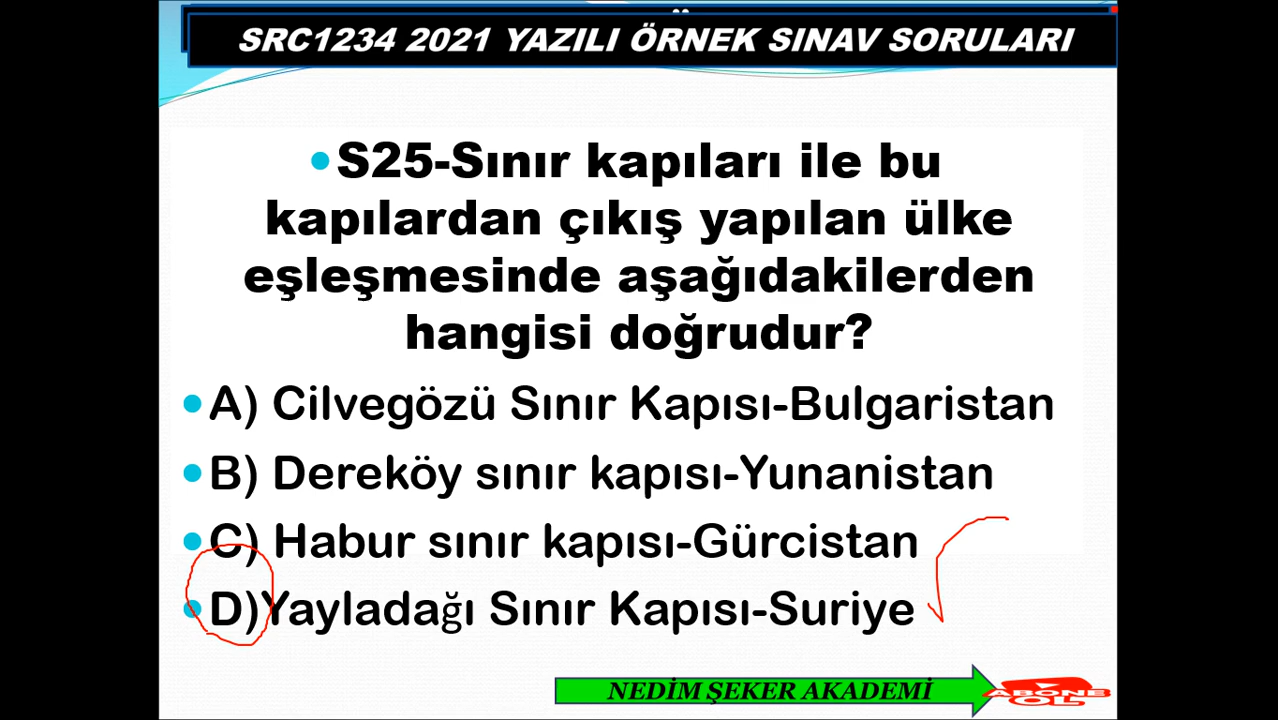 SRC1234 2021 YAZILI ÖRNEK SINAV SORULARI
S25-Sınır kapıları ile bu
kapılardan çıkış yapılan ülke
eşleşmesinde aşağıdakilerden
hangisi doğrudur?
A) Cilvegözü Sınır Kapısı-Bulgaristan
B) Dereköy sınır kapısı-Yunanistan
C) Habur sınır kapısı-Gürcistan
D)Yayladağı Sınır Kapısı-Suriye
NEDİM ŞEKER AKADEMİ
ABONE
OL